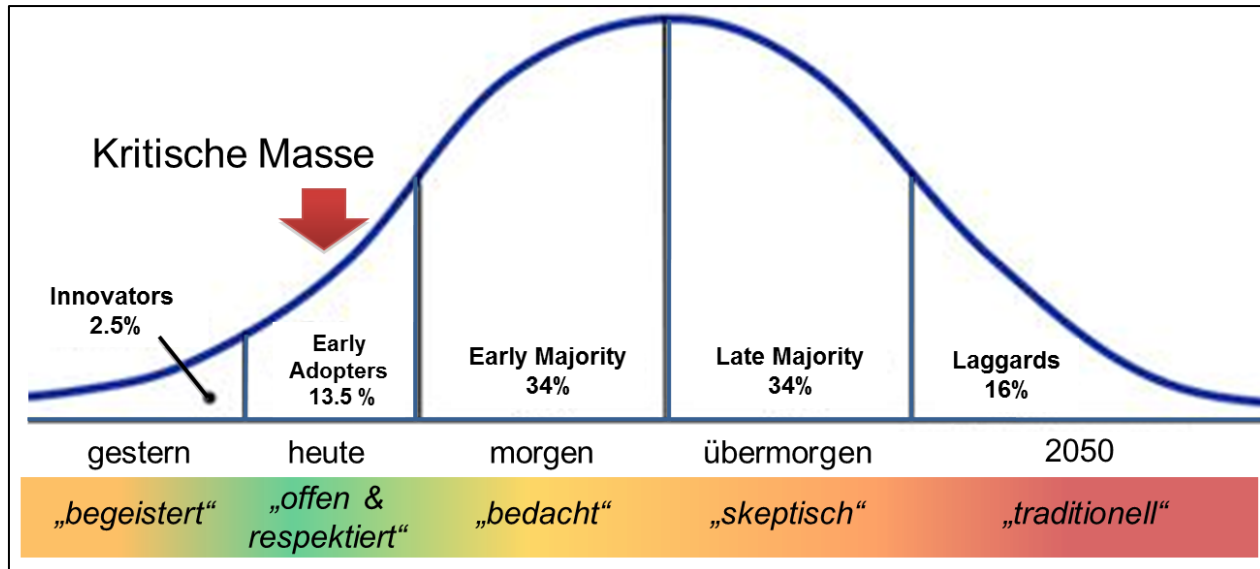 Kritische Masse
Innovators
2.5%
Early
Adopters
13.5 %
Early Majority
34%
Late Majority
34%
Laggards
16%
gestern
heute
morgen
übermorgen
2050
„begeistert“
„offen &
respektiert“
„bedacht“
„skeptisch“
„traditionell“